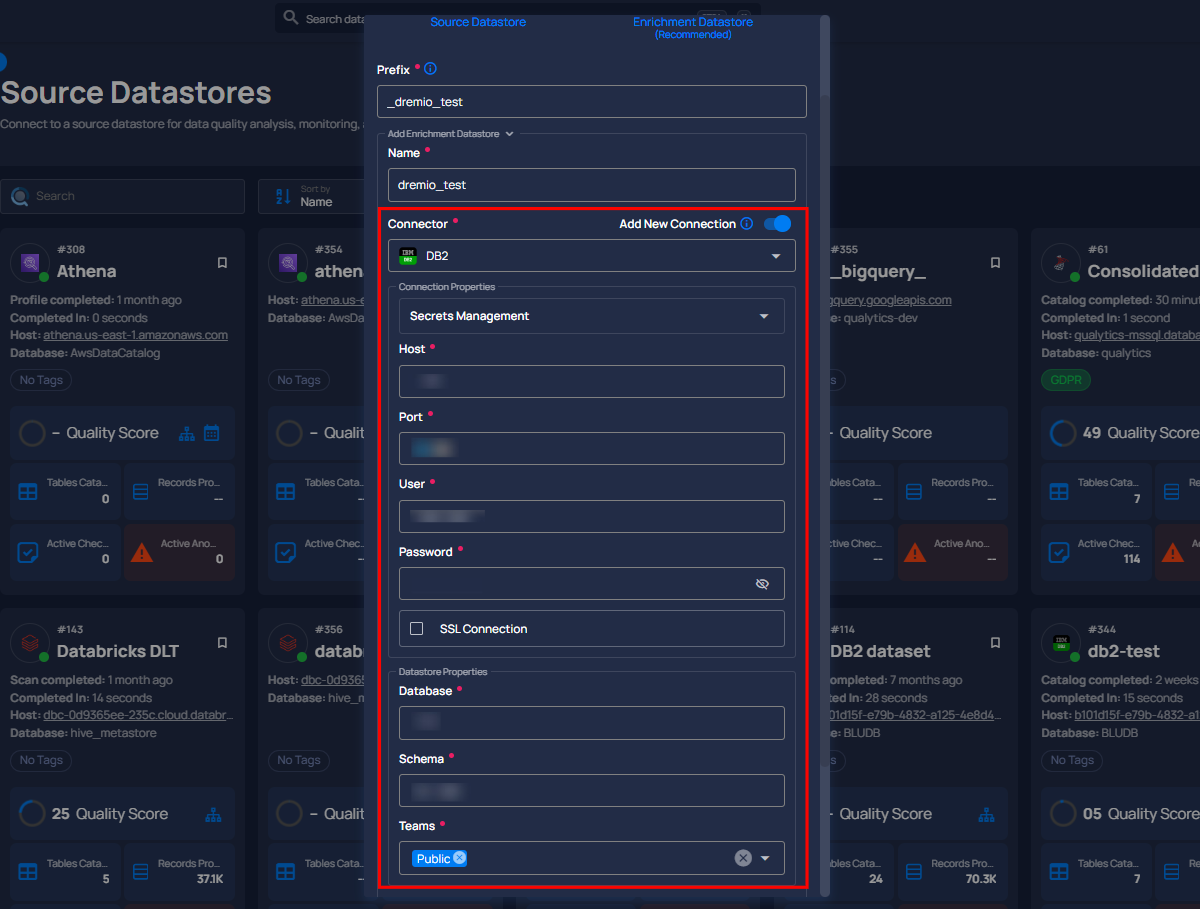 Search data
Source Datastore
Enrichment Datastore
(Recommended)
Prefix *
_dremio_test
Add Enrichment Datastore
Name *
dremio_test
Connector *
Add New Connection
IBM
DB2
DB2
Connection Properties
Secrets Management
Host *
Port *
User *
Password *
SSL Connection
Datastore Properties
Database *
Schema *
Teams *
Public
Source Datastores
Connect to a source datastore for data quality analysis, monitoring,
Search
Sort by
Name
#308
Athena
Profile completed: 1 month ago
Completed In: 0 seconds
Host: athena.us-east-1.amazonaws.com
Database: AwsDataCatalog
No Tags
– Quality Score
Tables Cata...
0
Records Pro...
--
Active Chec...
0
Active Ano...
0
#354
athen
Host: athena.us-e
Database: AwsDa
No Tags
– Qualit
Tables Cata
Active Chec
#355
_bigquery_
gquery.googleapis.com
e: qualytics-dev
s
Quality Score
bles Cata...
--
Records Pro...
--
ctive Chec...
--
Active Ano...
--
#61
Consolidated
Catalog completed: 30 minut
Completed In: 1 second
Host: qualytics-mssql.databa
Database: qualytics
GDPR
49 Quality Score
Tables Cata...
7
Re
Active Chec...
114
A
#143
Databricks DLT
Scan completed: 1 month ago
Completed In: 14 seconds
Host: dbc-0d9365ee-235c.cloud.databr...
Database: hive_metastore
No Tags
25 Quality Score
Tables Cata...
5
Records Pro...
37.1K
#356
datab
Host: dbc-0d9365
Database: hive_m
No Tags
– Qualit
Tables Cata
#114
DB2 dataset
ompleted: 7 months ago
ed In: 28 seconds
01d15f-e79b-4832-a125-4e8d4...
e: BLUDB
s
Quality Score
bles Cata...
24
Records Pro...
70.3K
#344
db2-test
Catalog completed: 2 weeks
Completed In: 15 seconds
Host: b101d15f-e79b-4832-a1
Database: BLUDB
No Tags
05 Quality Score
Tables Cata...
7
Re